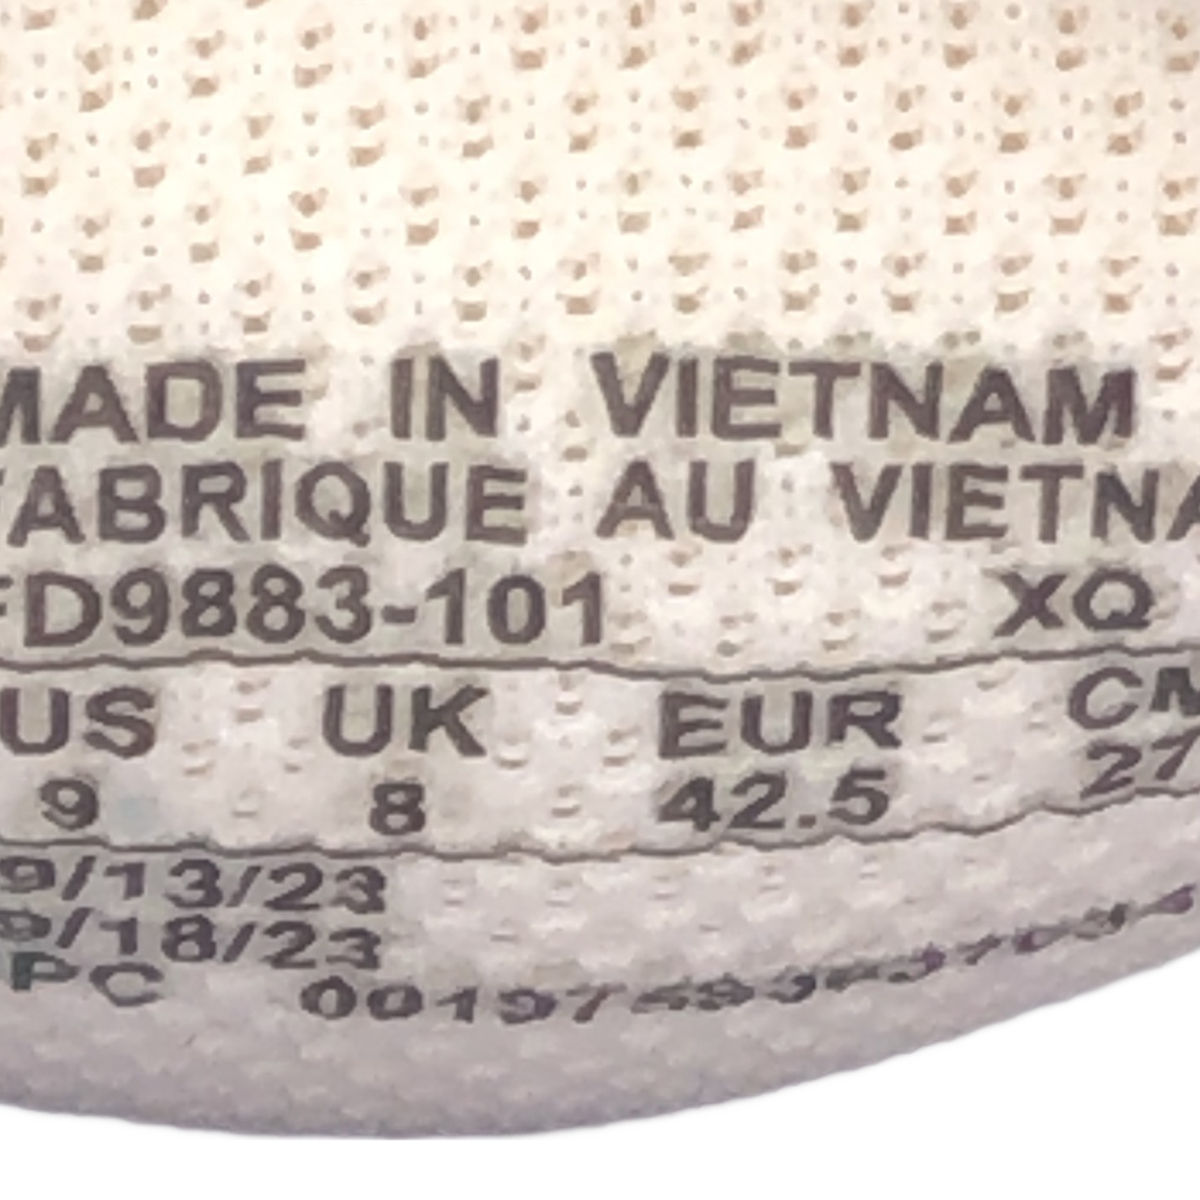 MADE IN VIETNAM
FABRIQUE AU VIETNA
FD9883-101 XQ
US UK EUR CM
9 8 42.5 27
9/13/23
9/18/23
PC